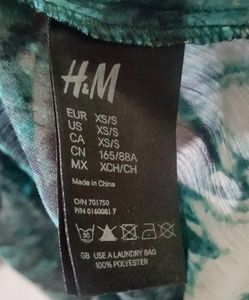 H&M
EUR XS/S
US XS/S
CA XS/S
CN 165/88A
MX XCH/CH
Made in China
O/N 701750
P/N 0160081 7
30
GB USE A LAUNDRY BAG
100% POLYESTER